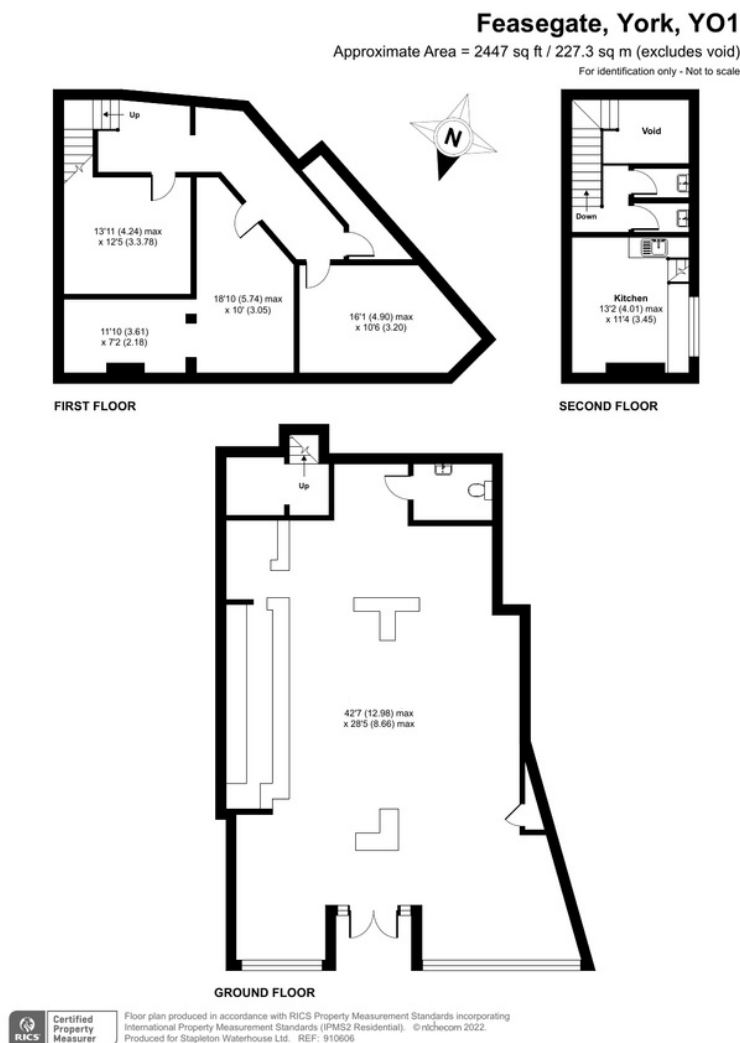 Feasegate, York, YO1
Approximate Area = 2447 sq ft / 227.3 sq m (excludes void)
For identification only - Not to scale
Up
N
13'11 (4.24) max
x 12'5 (3.3.78)
18'10 (5.74) max
x 10' (3.05)
16'1 (4.90) max
x 10'6 (3.20)
11'10 (3.61)
x 7'2 (2.18)
FIRST FLOOR
Void
Down
Kitchen
13'2 (4.01) max
x 11'4 (3.45)
SECOND FLOOR
Up
42'7 (12.98) max
x 28'5 (8.66) max
GROUND FLOOR
RICS
Certified
Property
Measurer
Floor plan produced in accordance with RICS Property Measurement Standards incorporating
International Property Measurement Standards (IPMS2 Residential). © nichecom 2022.
Produced for Stapleton Waterhouse Ltd. REF: 910606